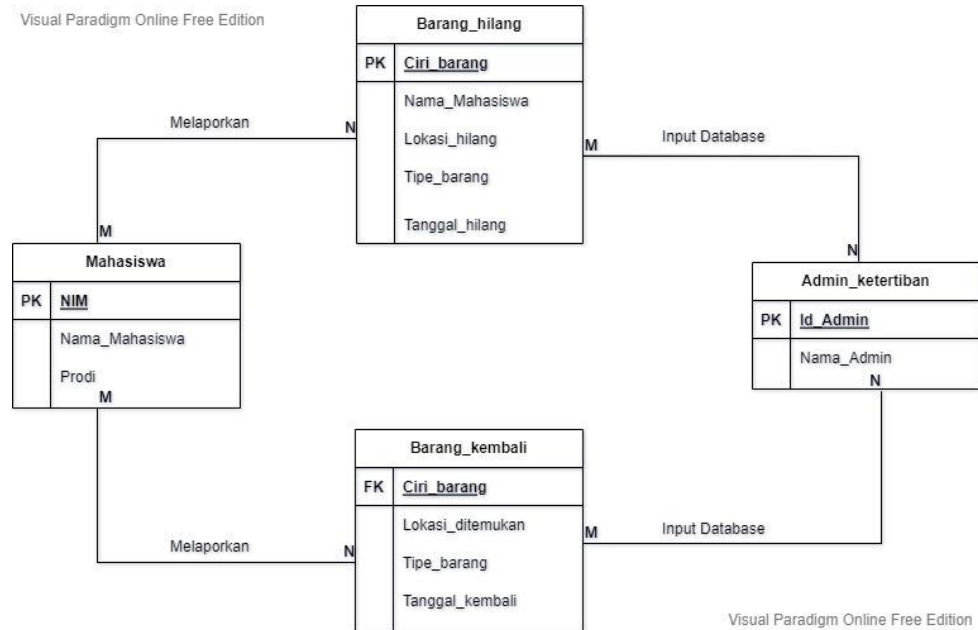 Visual Paradigm Online Free Edition
Barang_hilang
PK Ciri_barang
Nama_Mahasiswa
Lokasi_hilang
Tipe_barang
Tanggal_hilang
Melaporkan
N
M
Input Database
M
N
Mahasiswa
PK NIM
Nama_Mahasiswa
Prodi
M
Admin_ketertiban
PK Id_Admin
Nama_Admin
N
Barang_kembali
FK Ciri_barang
Lokasi_ditemukan
Tipe_barang
Tanggal_kembali
Melaporkan
N
M
Input Database
Visual Paradigm Online Free Edition